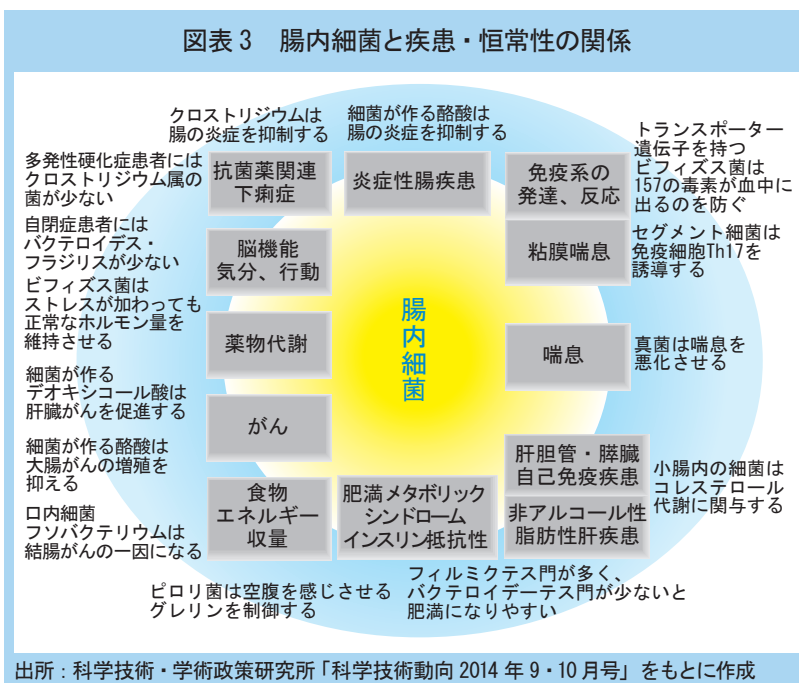 図表3 腸内細菌と疾患・恒常性の関係
クロストリジウムは
腸の炎症を抑制する
細菌が作る酪酸は
腸の炎症を抑制する
トランスポーター
遺伝子を持つ
ビフィズス菌は
157の毒素が血中に
出るのを防ぐ
多発性硬化症患者には
クロストリジウム属の
菌が少ない
抗菌薬関連
下痢症
炎症性腸疾患
免疫系の
発達、反応
自閉症患者には
バクテロイデス・
フラジリスが少ない
脳機能
気分、行動
粘膜喘息
セグメント細菌は
免疫細胞Th17を
誘導する
ビフィズス菌は
ストレスが加わっても
正常なホルモン量を
維持させる
薬物代謝
腸内細菌
喘息
真菌は喘息を
悪化させる
細菌が作る
デオキシコール酸は
肝臓がんを促進する
がん
細菌が作る酪酸は
大腸がんの増殖を
抑える
肝胆管・膵臓
自己免疫疾患
小腸内の細菌は
コレステロール
代謝に関与する
口内細菌
フソバクテリウムは
結腸がんの一因になる
食物
エネルギー
収量
肥満メタボリック
シンドローム
インスリン抵抗性
非アルコール性
脂肪性肝疾患
ピロリ菌は空腹を感じさせる
グレリンを制御する
フィルミクテス門が多く、
バクテロイデーテス門が少ないと
肥満になりやすい
出所：科学技術・学術政策研究所「科学技術動向 2014 年 9・10 月号」をもとに作成